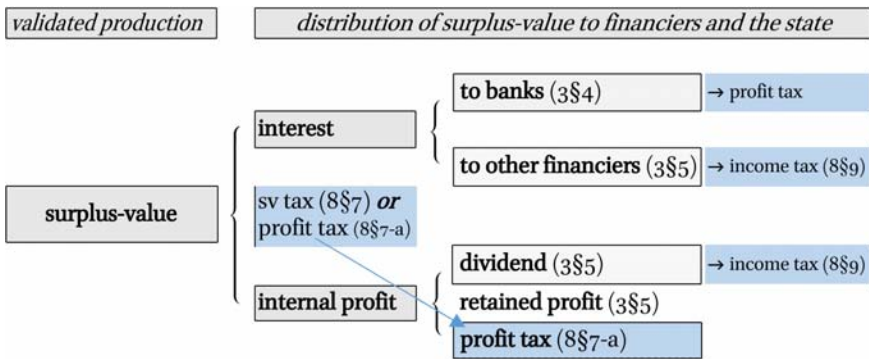 validated production
distribution of surplus-value to financiers and the state
to banks (3§4)
→ profit tax
interest
to other financiers (3§5)
→ income tax (8§9)
surplus-value
sv tax (8§7) or
profit tax (8§7-a)
dividend (3§5)
→ income tax (8§9)
internal profit
retained profit (3§5)
profit tax (8§7-a)